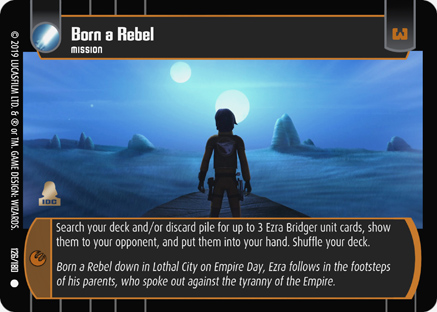 Born a Rebel
MISSION
3
© 2019 LUCASFILM LTD. & ® or TM. GAME DESIGN: WIZARDS.
IDC
Search your deck and/or discard pile for up to 3 Ezra Bridger unit cards, show
them to your opponent, and put them into your hand. Shuffle your deck.
Born a Rebel down in Lothal City on Empire Day, Ezra follows in the footsteps
of his parents, who spoke out against the tyranny of the Empire.